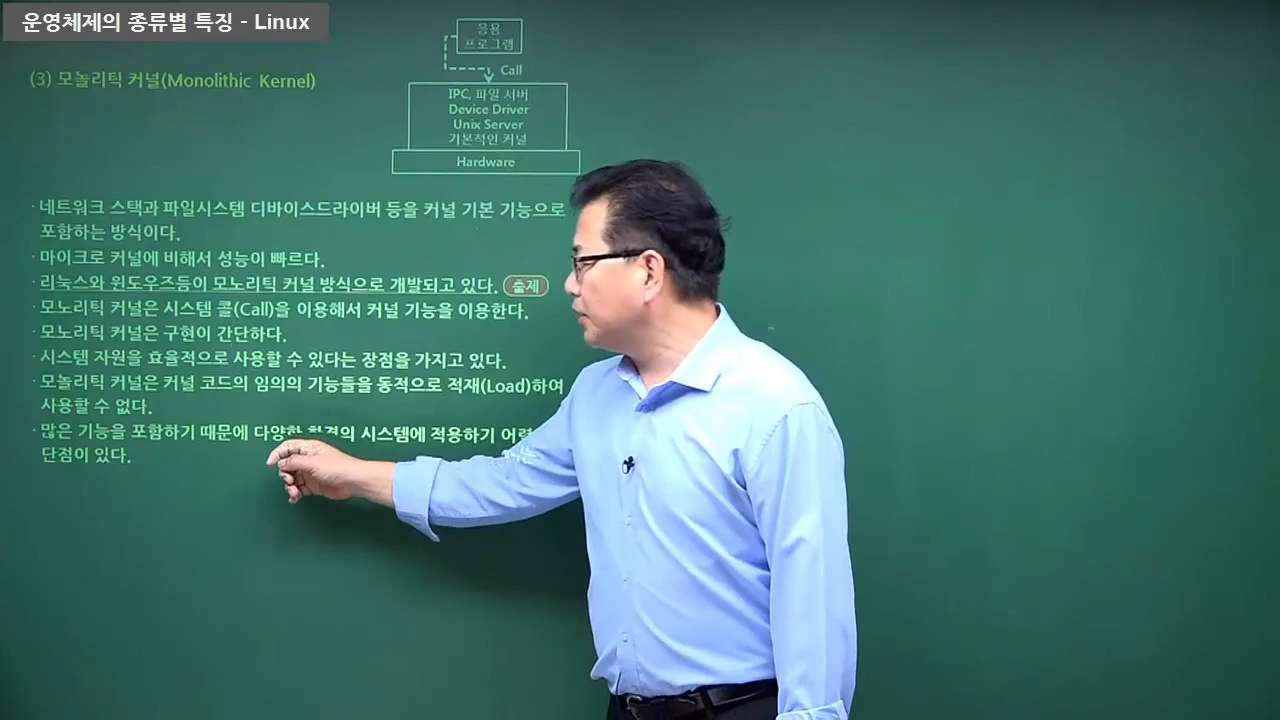 운영체제의 종류별 특징 - Linux
응용
프로그램
Call
(3) 모놀리틱 커널(Monolithic Kernel)
IPC, 파일 서버
Device Driver
Unix Server
기본적인 커널
Hardware
· 네트워크 스택과 파일시스템 디바이스드라이버 등을 커널 기본 기능으로
포함하는 방식이다.
· 마이크로 커널에 비해서 성능이 빠르다.
· 리눅스와 윈도우즈등이 모노리틱 커널 방식으로 개발되고 있다. 출제
· 모노리틱 커널은 시스템 콜(Call)을 이용해서 커널 기능을 이용한다.
· 모노리틱 커널은 구현이 간단하다.
· 시스템 자원을 효율적으로 사용할 수 있다는 장점을 가지고 있다.
· 모놀리틱 커널은 커널 코드의 임의의 기능들을 동적으로 적재(Load)하여
사용할 수 없다.
· 많은 기능을 포함하기 때문에 다양한 시스템에 적용하기
단점이 있다.